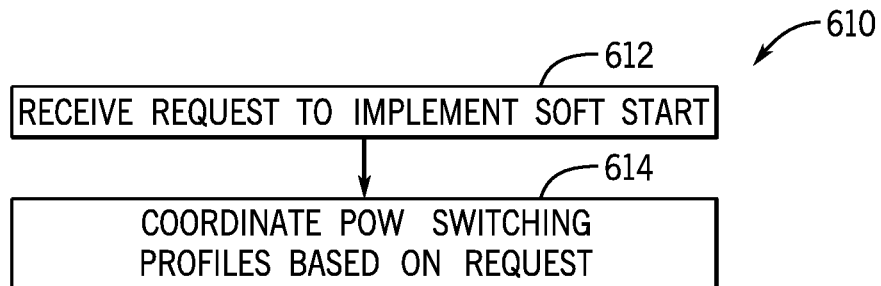 610
612
RECEIVE REQUEST TO IMPLEMENT SOFT START
614
COORDINATE POW SWITCHING
PROFILES BASED ON REQUEST